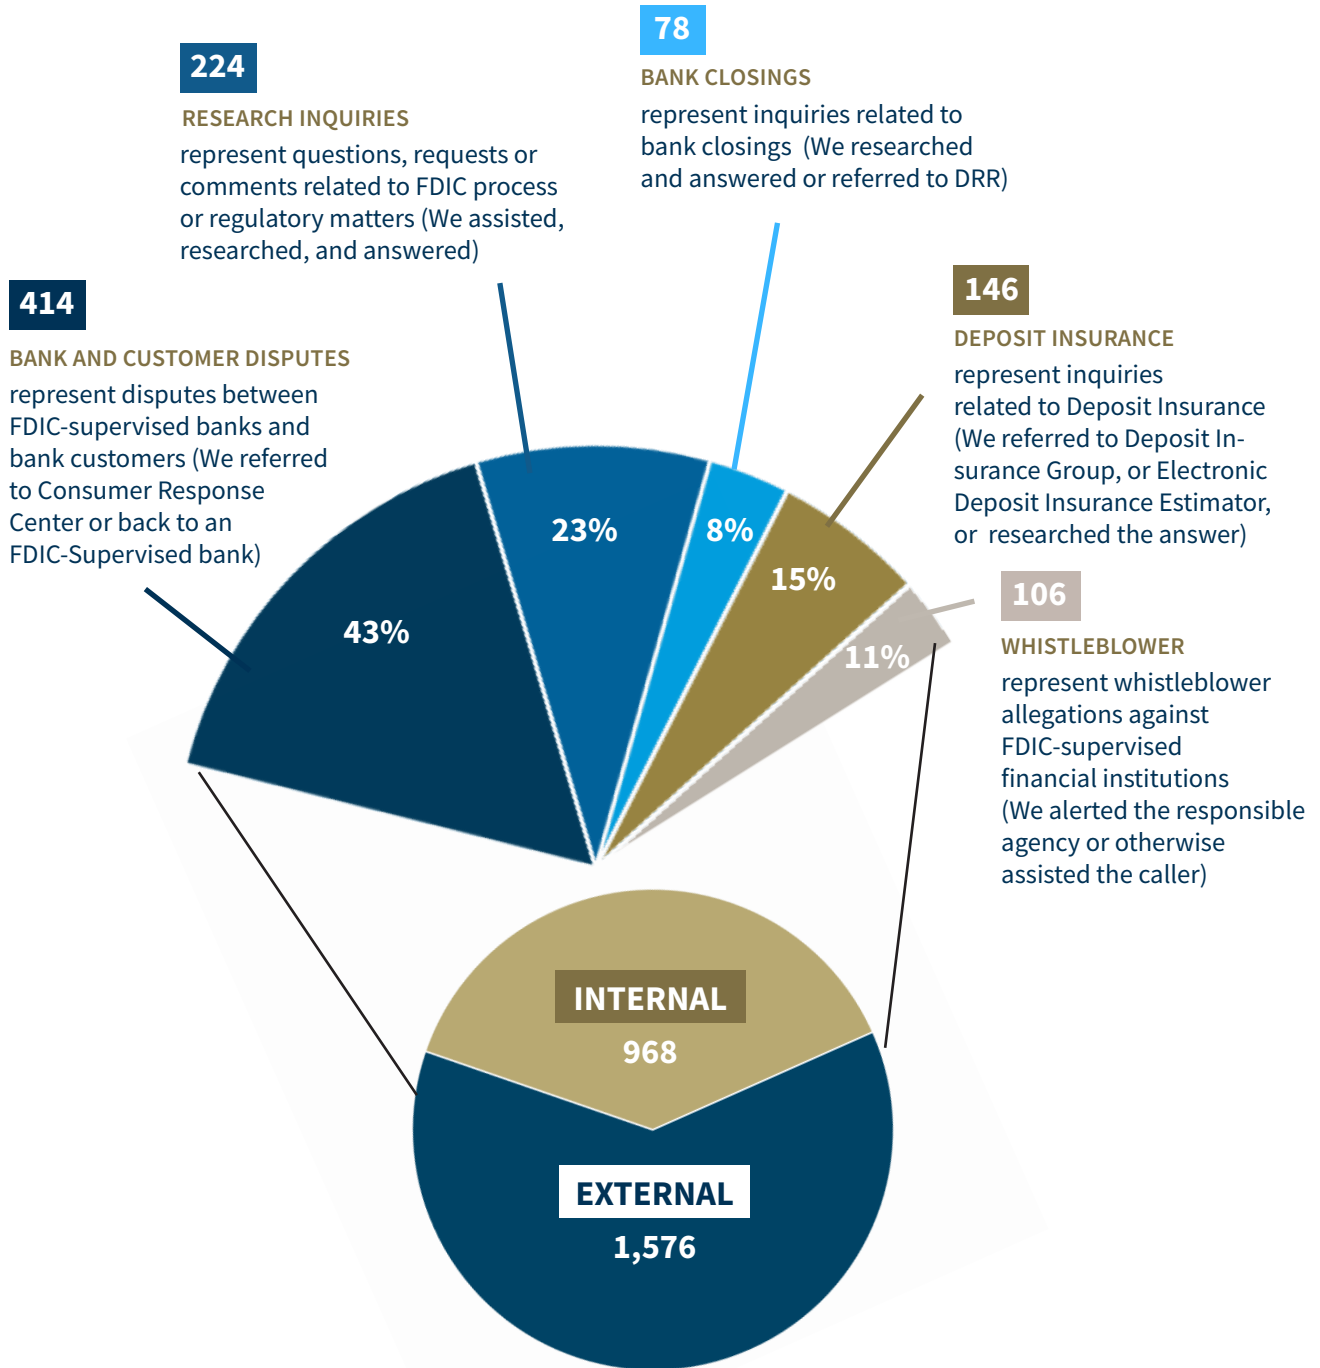 78
BANK CLOSINGS
represent inquiries related to
bank closings (We researched
and answered or referred to DRR)
224
RESEARCH INQUIRIES
represent questions, requests or
comments related to FDIC process
or regulatory matters (We assisted,
researched, and answered)
414
BANK AND CUSTOMER DISPUTES
represent disputes between
FDIC-supervised banks and
bank customers (We referred
to Consumer Response
Center or back to an
FDIC-Supervised bank)
146
DEPOSIT INSURANCE
represent inquiries
related to Deposit Insurance
(We referred to Deposit In-
surance Group, or Electronic
Deposit Insurance Estimator,
or researched the answer)
106
WHISTLEBLOWER
represent whistleblower
allegations against
FDIC-supervised
financial institutions
(We alerted the responsible
agency or otherwise
assisted the caller)
43%
23%
8%
15%
11%
INTERNAL
968
EXTERNAL
1,576